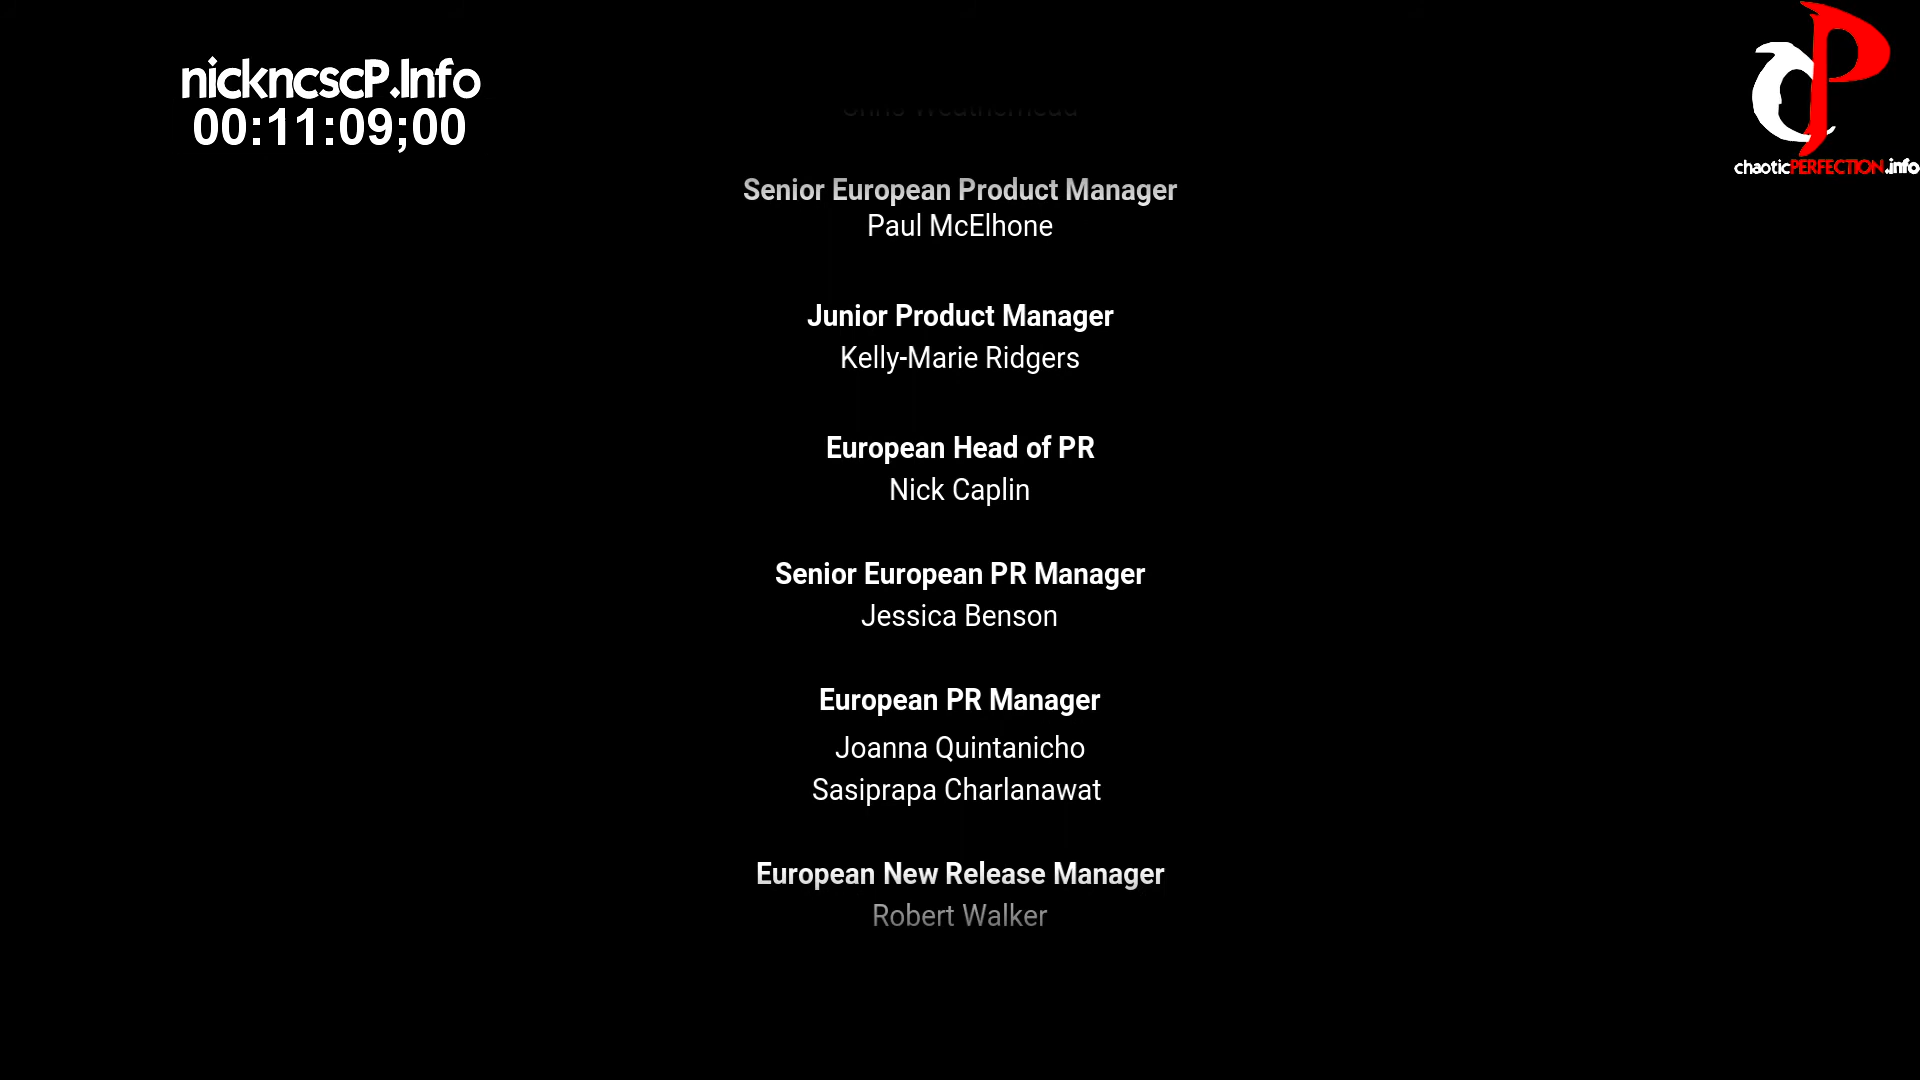 nickncscP.Info
00:11:09;00
chaoticPERFECTION.info
Chris Weatherhead
Senior European Product Manager
Paul McElhone
Junior Product Manager
Kelly-Marie Ridgers
European Head of PR
Nick Caplin
Senior European PR Manager
Jessica Benson
European PR Manager
Joanna Quintanicho
Sasiprapa Charlanawat
European New Release Manager
Robert Walker